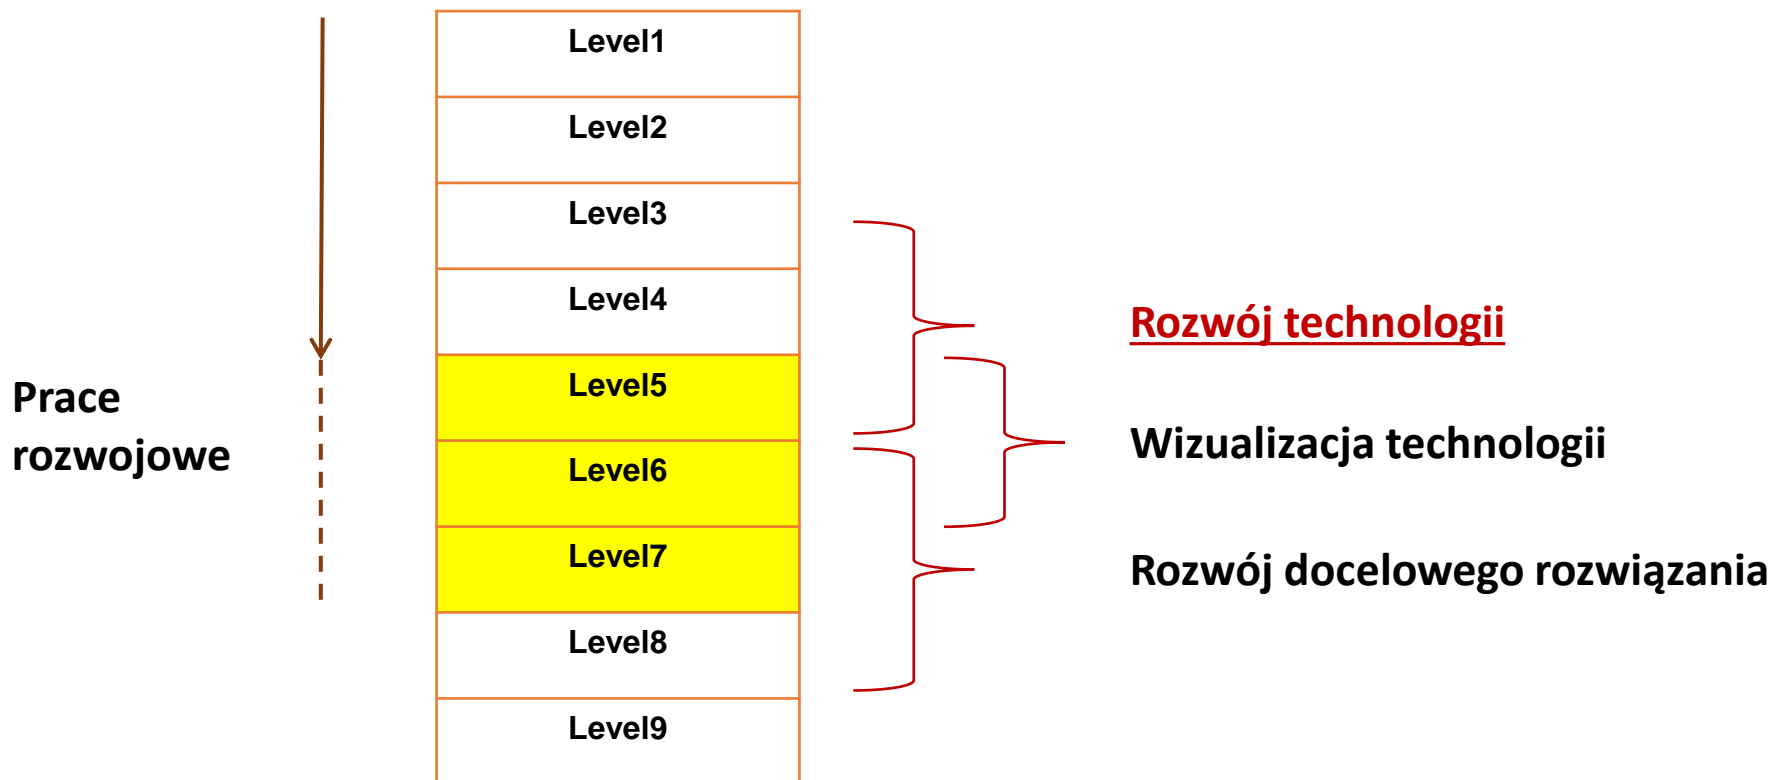 Level1
Level2
Level3
Level4
Level5
Level6
Level7
Level8
Level9
Prace
rozwojowe
Rozwój technologii
Wizualizacja technologii
Rozwój docelowego rozwiązania